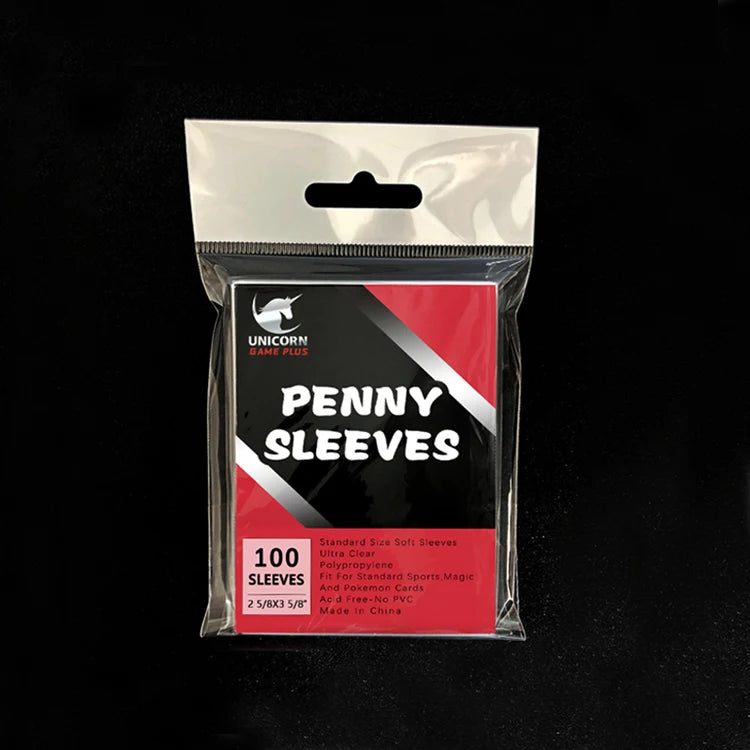 UNICORN
GAME PLUS
PENNY
SLEEVES
100
SLEEVES
2 5/8X3 5/8"
Standard Size Soft Sleeves
Ultra Clear
Polypropylene
Fit For Standard Sports,Magic
And Pokemon Cards
Acid Free-No PVC
Made In China